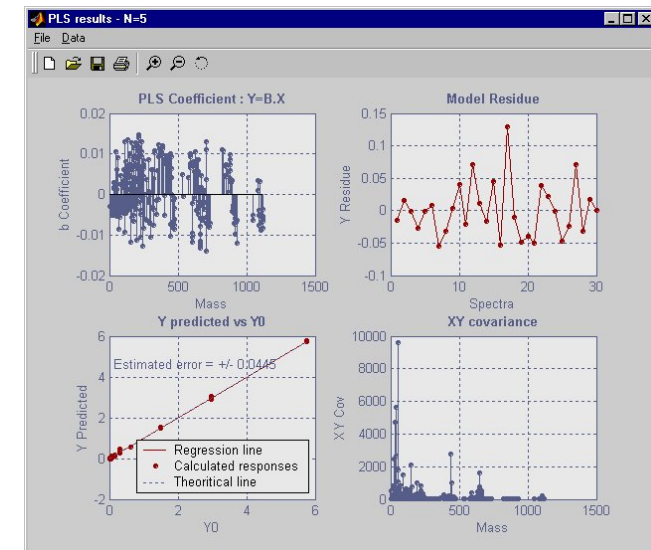 PLS results - N=5
File Data
PLS Coefficient : Y=B.X
0.02
0.01
0
-0.01
-0.02
b Coefficient
0 500 1000 1500
Mass
Model Residue
0.15
0.1
0.05
0
-0.05
-0.1
Y Residue
0 10 20 30
Spectra
Y predicted vs Y0
6
4
2
0
-2
Y Predicted
Estimated error = +/- 0.0445
Regression line
Calculated responses
Theoritical line
0 2 4 6
Y0
XY covariance
10000
8000
6000
4000
2000
0
XY Cov
0 500 1000 1500
Mass